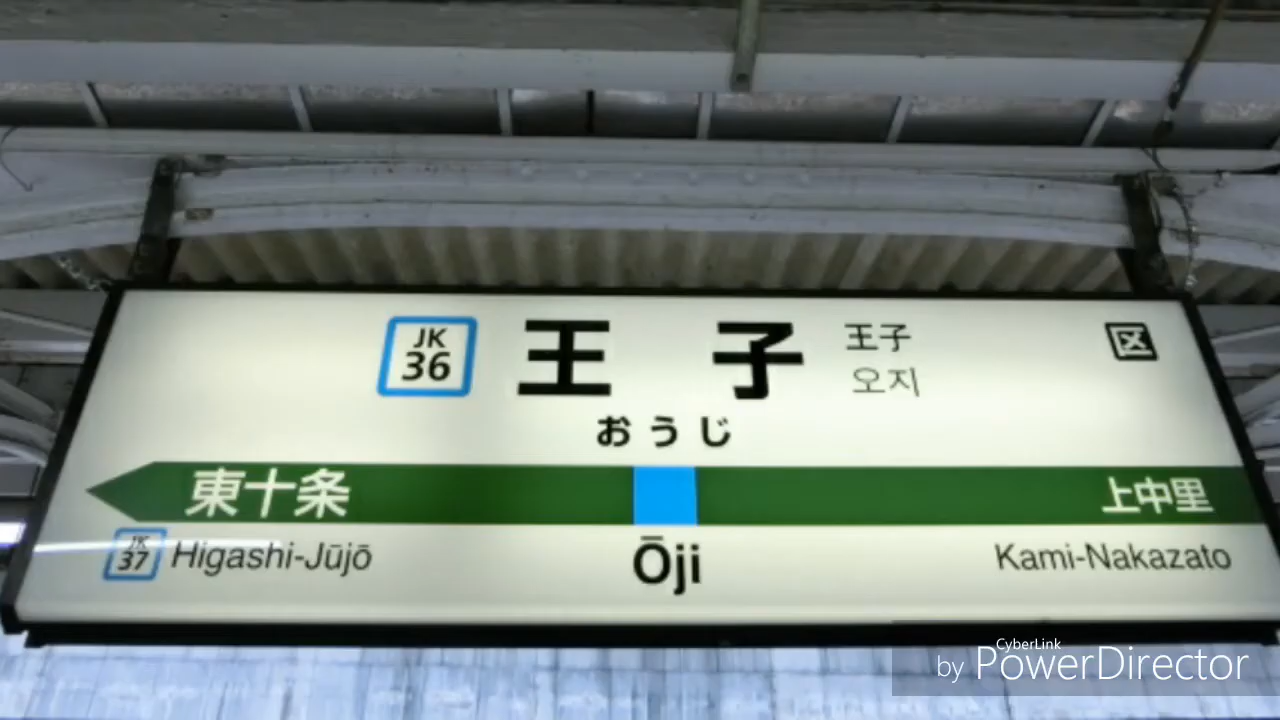 JK
36
王子
王子
오지
区
おうじ
東十条
上中里
JK
37
Higashi-Jūjō
Ōji
Kami-Nakazato
CyberLink
by PowerDirector